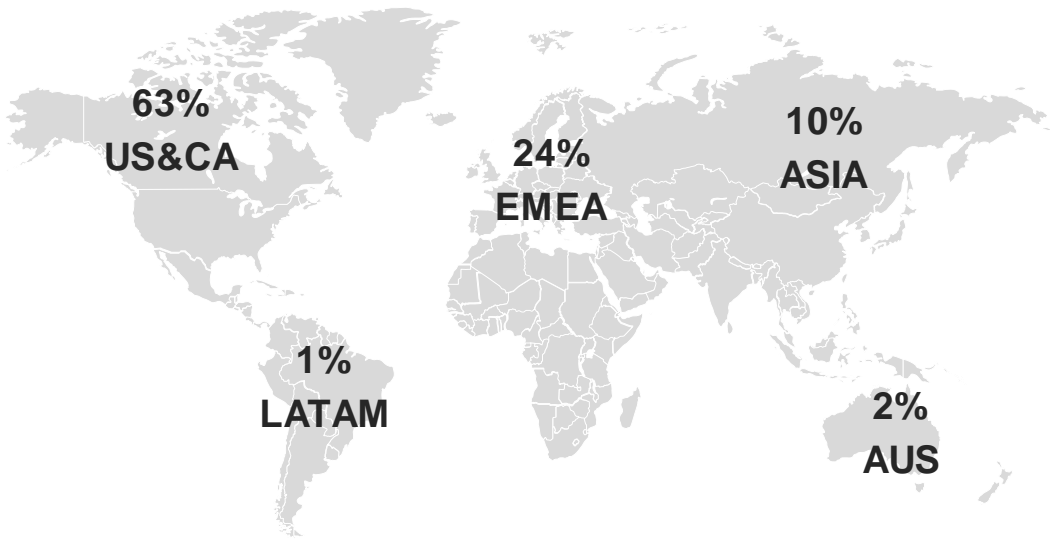 63%
US&CA
24%
EMEA
10%
ASIA
1%
LATAM
2%
AUS